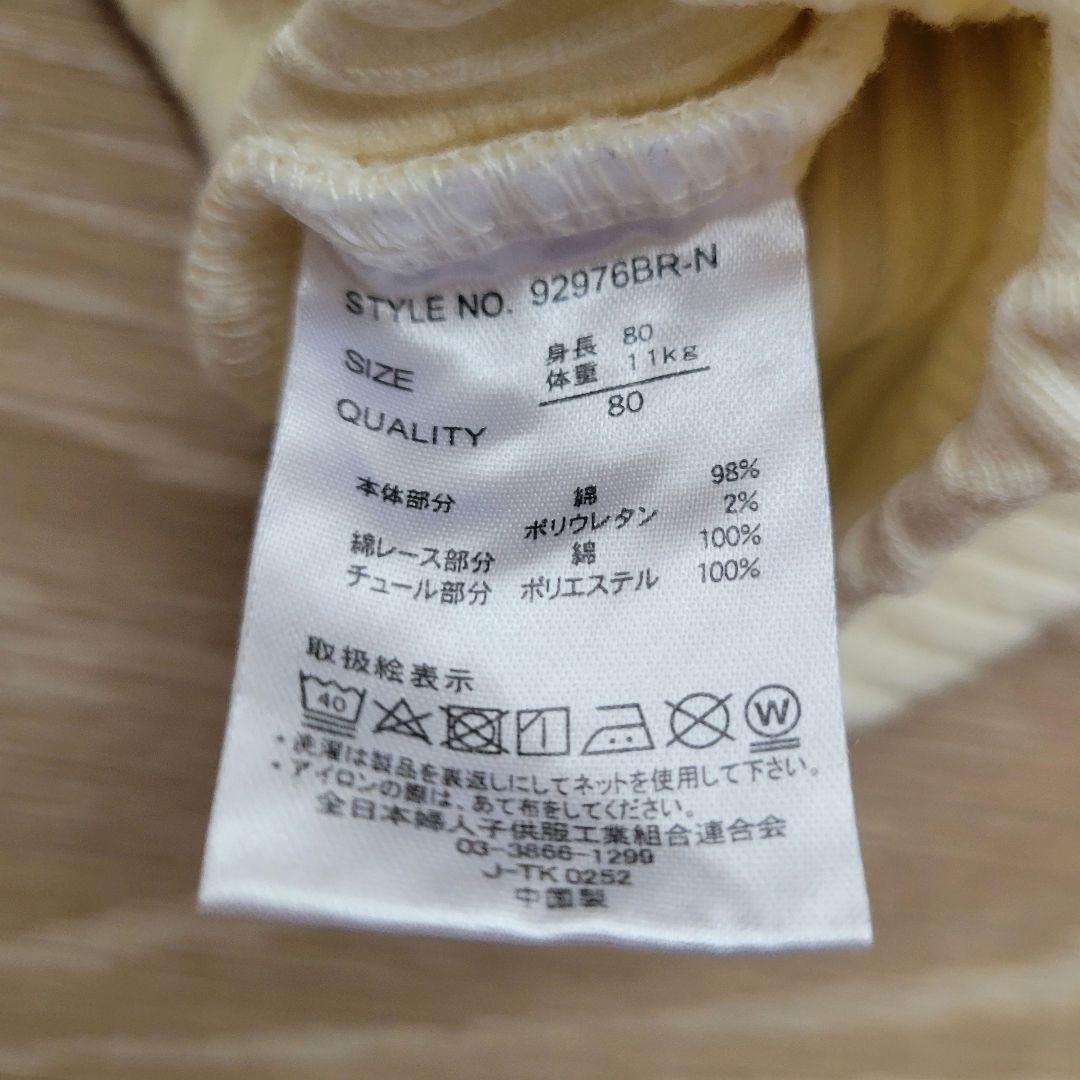 STYLE NO. 92976BR-N
SIZE 身長 80
体重 11kg
80
QUALITY
本体部分 綿 98%
ポリウレタン 2%
綿レース部分 綿 100%
チュール部分 ポリエステル 100%
取扱絵表示
40 W
・洗濯は製品を裏返しにしてネットを使用して下さい。
・アイロンの際は、あて布をしてください。
全日本婦人子供服工業組合連合会
03-3866-1299
J-TK 0252
中国製